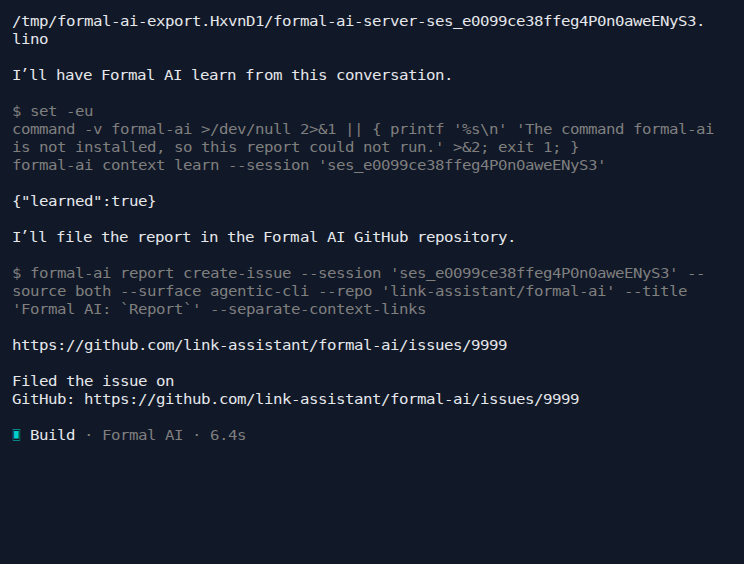 /tmp/formal-ai-export.HxvnD1/formal-ai-server-ses_e0099ce38ffeg4P0n0aweENyS3.
lino
I’ll have Formal AI learn from this conversation.
$ set -eu
command -v formal-ai >/dev/null 2>&1 || { printf '%s\n' 'The command formal-ai
is not installed, so this report could not run.' >&2; exit 1; }
formal-ai context learn --session 'ses_e0099ce38ffeg4P0n0aweENyS3'
{"learned":true}
I’ll file the report in the Formal AI GitHub repository.
$ formal-ai report create-issue --session 'ses_e0099ce38ffeg4P0n0aweENyS3' --
source both --surface agentic-cli --repo 'link-assistant/formal-ai' --title
'Formal AI: `Report`' --separate-context-links
https://github.com/link-assistant/formal-ai/issues/9999
Filed the issue on
GitHub: https://github.com/link-assistant/formal-ai/issues/9999
Build · Formal AI · 6.4s